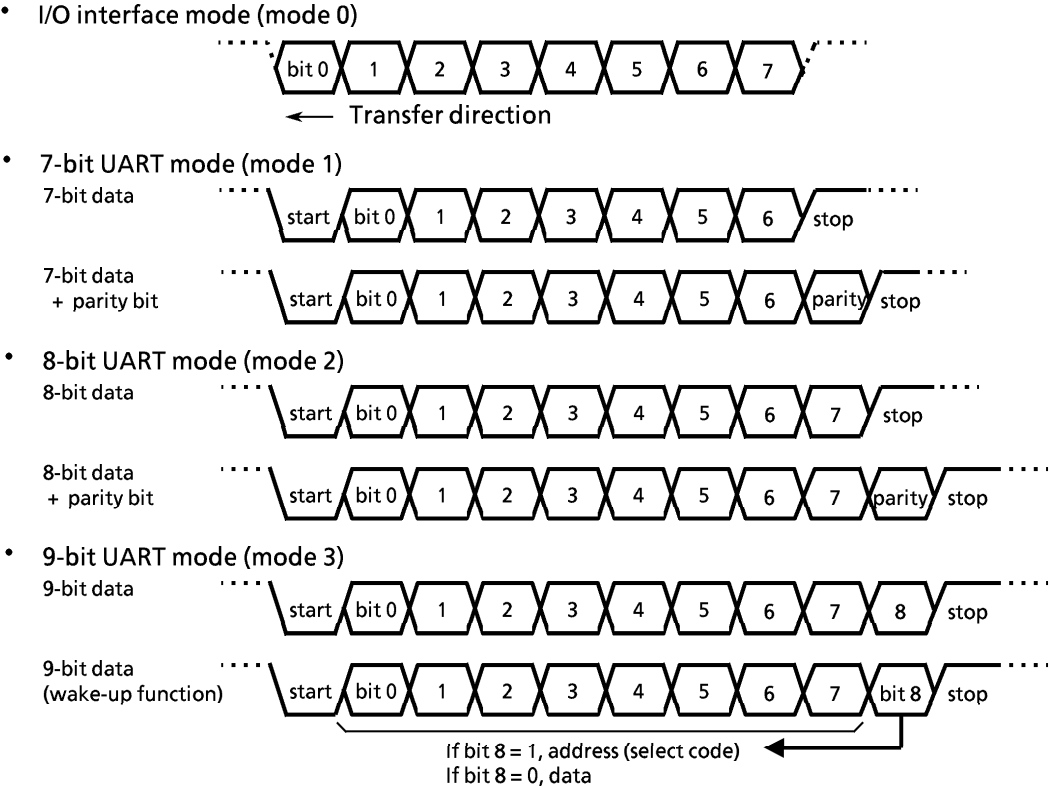 • I/O interface mode (mode 0)
bit 0 1 2 3 4 5 6 7
Transfer direction
• 7-bit UART mode (mode 1)
7-bit data
start bit 0 1 2 3 4 5 6 stop
7-bit data
+ parity bit
start bit 0 1 2 3 4 5 6 parity stop
• 8-bit UART mode (mode 2)
8-bit data
start bit 0 1 2 3 4 5 6 7 stop
8-bit data
+ parity bit
start bit 0 1 2 3 4 5 6 7 parity stop
• 9-bit UART mode (mode 3)
9-bit data
start bit 0 1 2 3 4 5 6 7 8 stop
9-bit data
(wake-up function)
start bit 0 1 2 3 4 5 6 7 bit 8 stop
If bit 8 = 1, address (select code)
If bit 8 = 0, data